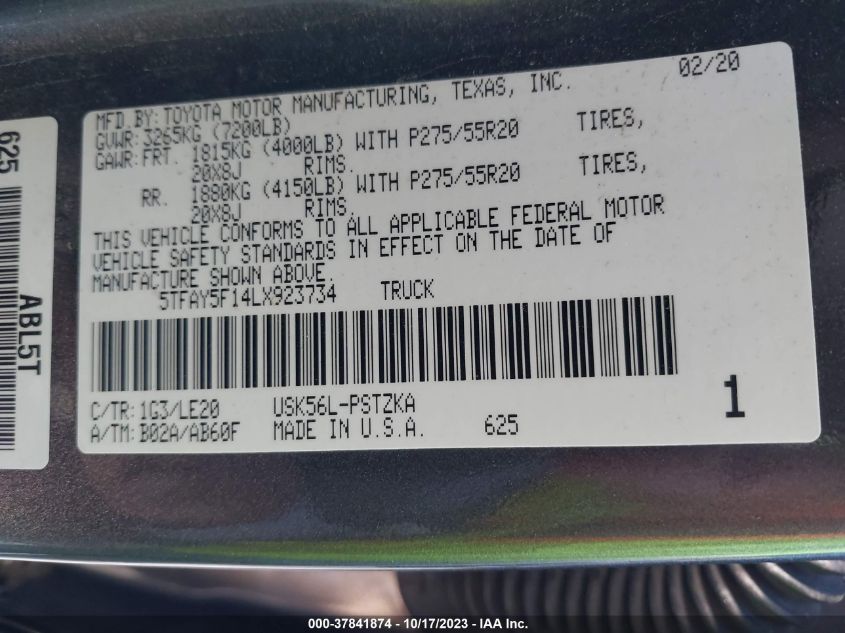 02/20
MFD.BY:TOYOTA MOTOR MANUFACTURING, TEXAS, INC.
GVWR:3265KG (7200LB)
GAWR:FRT. 1815KG (4000LB) WITH P275/55R20 TIRES,
20X8J RIMS.
RR. 1880KG (4150LB) WITH P275/55R20 TIRES,
20X8J RIMS.
THIS VEHICLE CONFORMS TO ALL APPLICABLE FEDERAL MOTOR
VEHICLE SAFETY STANDARDS IN EFFECT ON THE DATE OF
MANUFACTURE SHOWN ABOVE.
5TFAY5F14LX923734 TRUCK
C/TR:1G3/LE20 USK56L-PSTZKA
A/TM:B02A/AB60F MADE IN U.S.A. 625
1
625
ABL5T
000-37841874 | 10/17/2023 | IAA Inc.